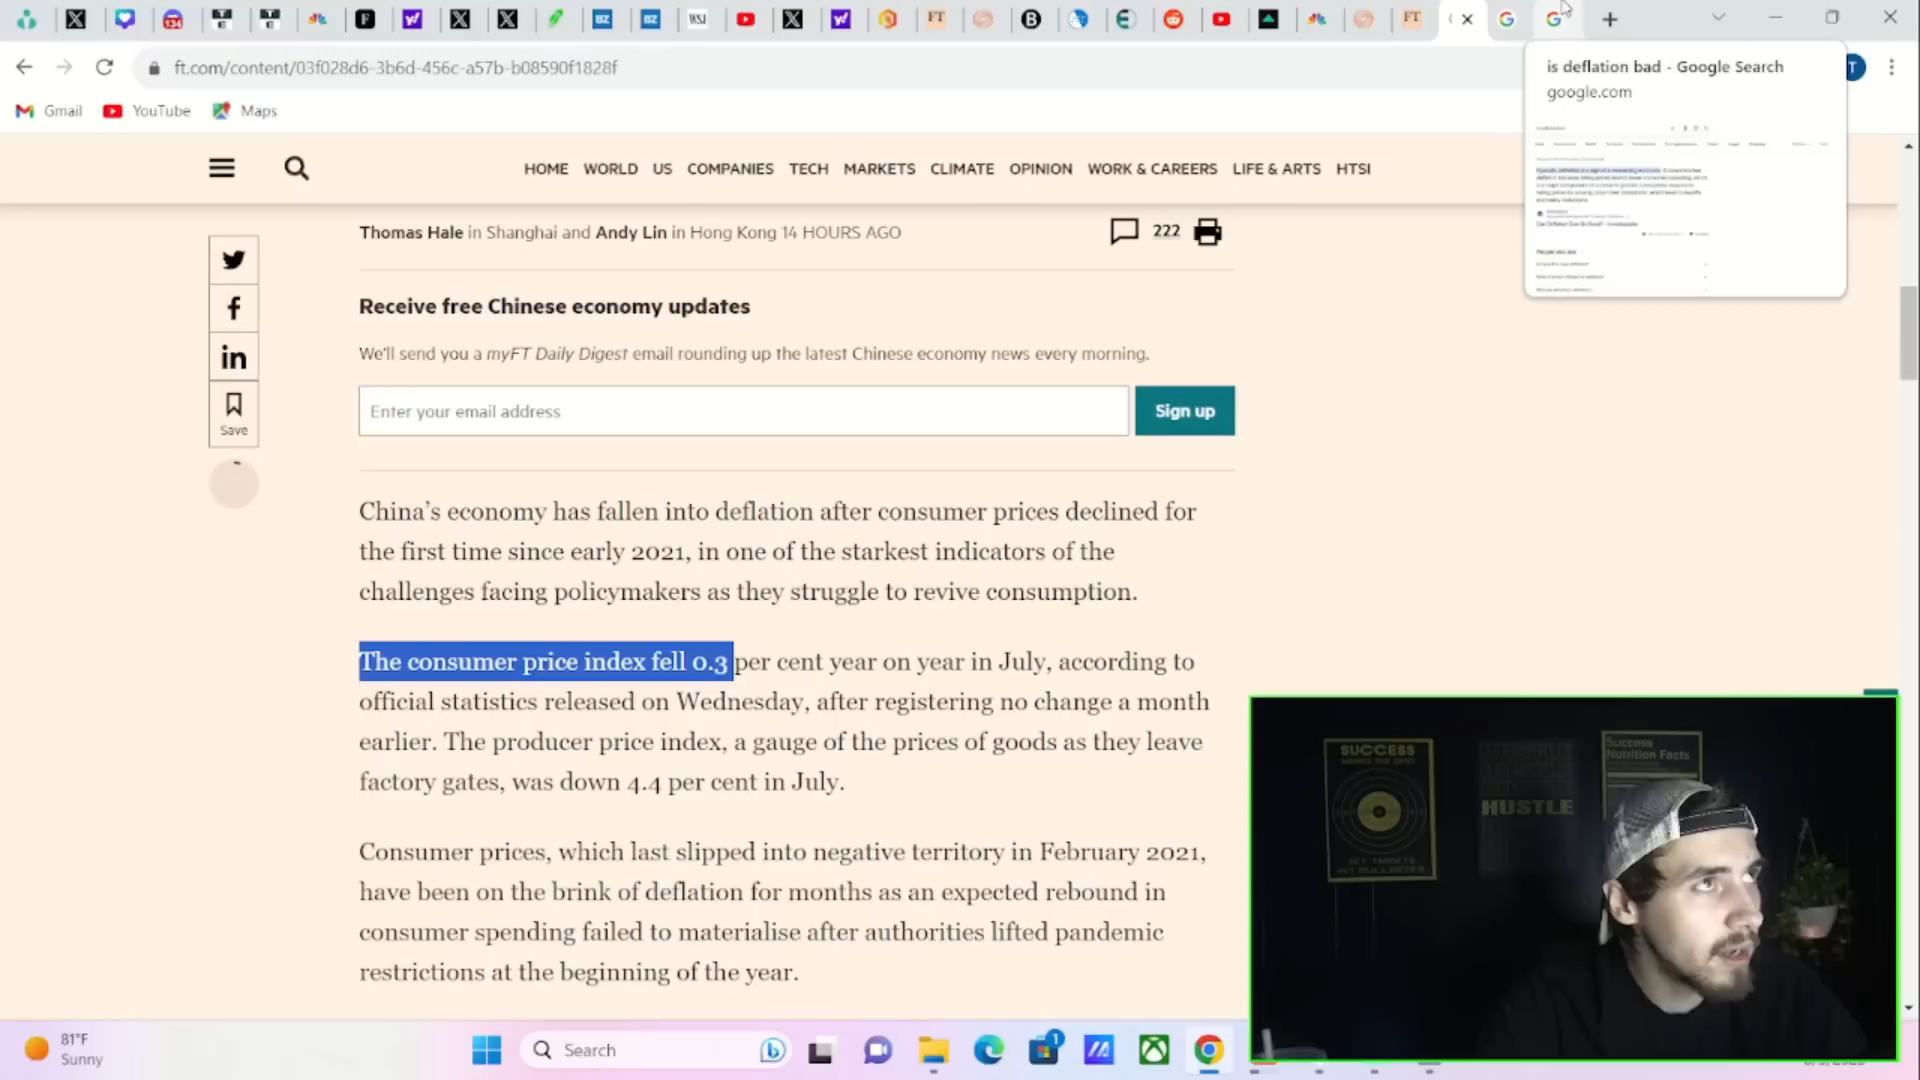 ft.com/content/03f028d6-3b6d-456c-a57b-b08590f1828f
is deflation bad - Google Search
google.com
T
Gmail
YouTube
Maps
HOME WORLD US COMPANIES TECH MARKETS CLIMATE OPINION WORK & CAREERS LIFE & ARTS HTSI
Thomas Hale in Shanghai and Andy Lin in Hong Kong 14 HOURS AGO
222
Save
Receive free Chinese economy updates
We'll send you a myFT Daily Digest email rounding up the latest Chinese economy news every morning.
Enter your email address
Sign up
China's economy has fallen into deflation after consumer prices declined for
the first time since early 2021, in one of the starkest indicators of the
challenges facing policymakers as they struggle to revive consumption.
The consumer price index fell 0.3 per cent year on year in July, according to
official statistics released on Wednesday, after registering no change a month
earlier. The producer price index, a gauge of the prices of goods as they leave
factory gates, was down 4.4 per cent in July.
Consumer prices, which last slipped into negative territory in February 2021,
have been on the brink of deflation for months as an expected rebound in
consumer spending failed to materialise after authorities lifted pandemic
restrictions at the beginning of the year.
SUCCESS
HUSTLE
Success
Nutrition Facts
81°F
Sunny
Search
1